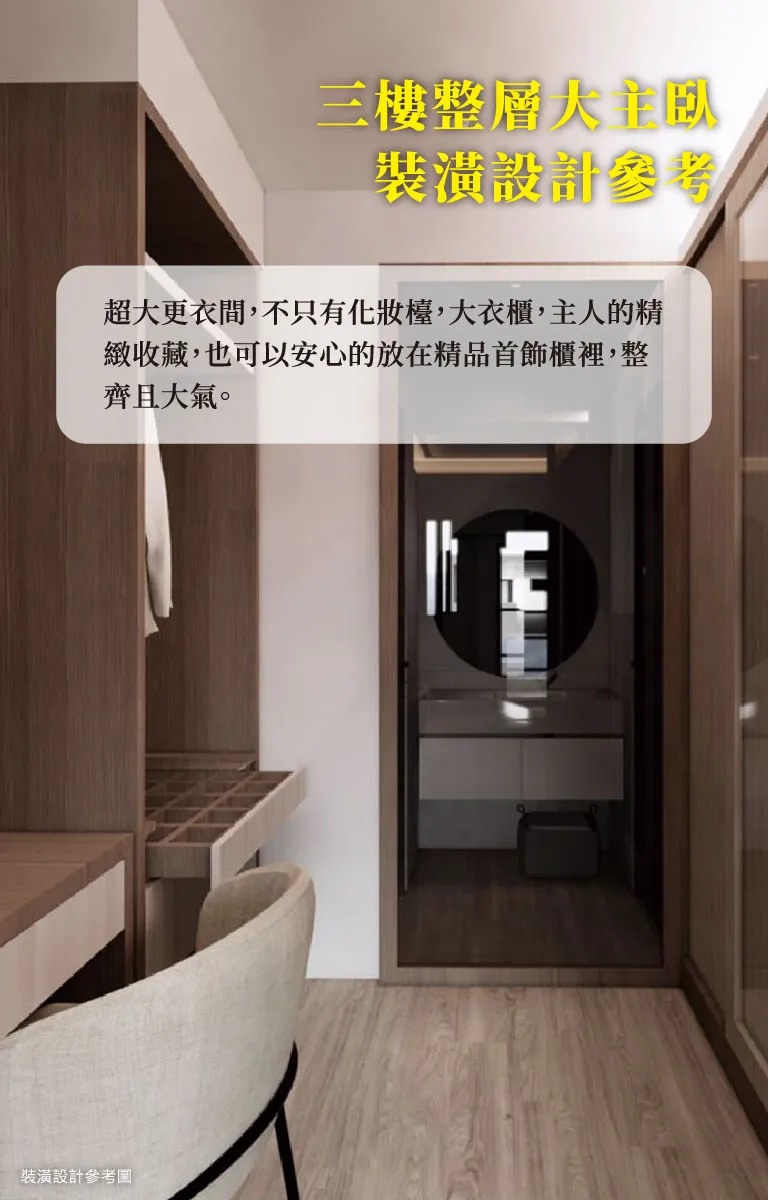 三樓整層大主臥
裝潢設計參考
超大更衣間，不只有化妝檯，大衣櫃，主人的精
緻收藏，也可以安心的放在精品首飾櫃裡，整
齊且大氣。
裝潢設計參考圖